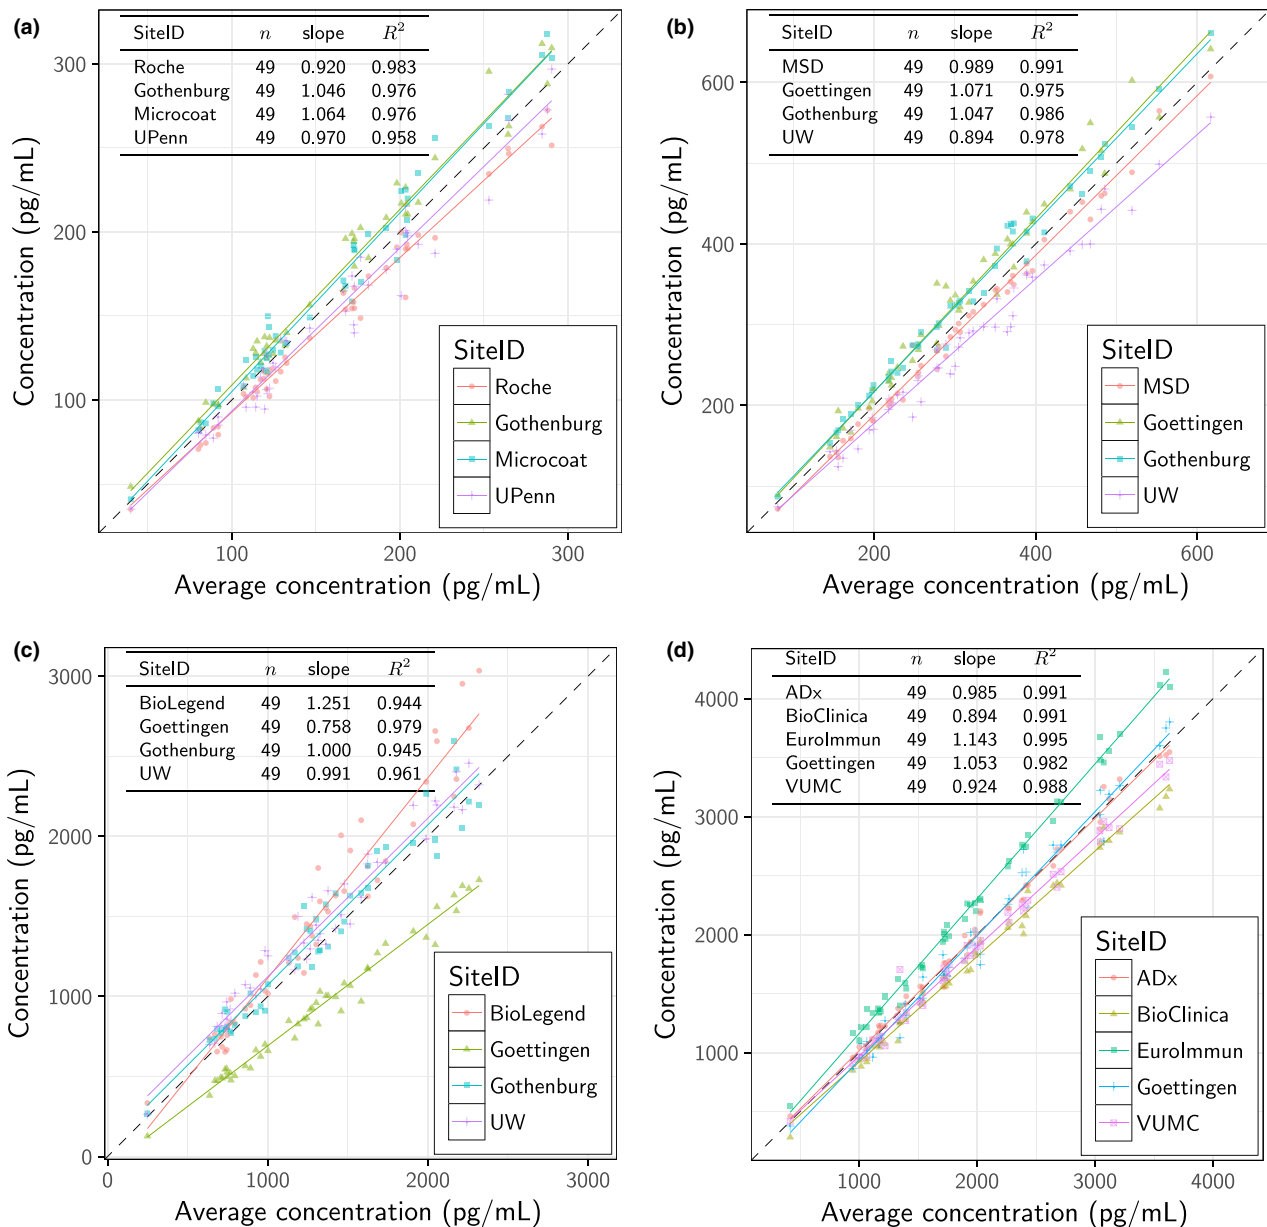 (a)
SiteID n slope R²
Roche 49 0.920 0.983
Gothenburg 49 1.046 0.976
Microcoat 49 1.064 0.976
UPenn 49 0.970 0.958
300
200
100
Concentration (pg/mL)
SiteID
Roche
Gothenburg
Microcoat
UPenn
100 200 300
Average concentration (pg/mL)
(b)
SiteID n slope R²
MSD 49 0.989 0.991
Goettingen 49 1.071 0.975
Gothenburg 49 1.047 0.986
UW 49 0.894 0.978
600
400
200
Concentration (pg/mL)
SiteID
MSD
Goettingen
Gothenburg
UW
200 400 600
Average concentration (pg/mL)
(c)
SiteID n slope R²
BioLegend 49 1.251 0.944
Goettingen 49 0.758 0.979
Gothenburg 49 1.000 0.945
UW 49 0.991 0.961
3000
2000
1000
0
Concentration (pg/mL)
SiteID
BioLegend
Goettingen
Gothenburg
UW
0 1000 2000 3000
Average concentration (pg/mL)
(d)
SiteID n slope R²
ADx 49 0.985 0.991
BioClinica 49 0.894 0.991
EuroImmun 49 1.143 0.995
Goettingen 49 1.053 0.982
VUMC 49 0.924 0.988
4000
3000
2000
1000
Concentration (pg/mL)
SiteID
ADx
BioClinica
EuroImmun
Goettingen
VUMC
1000 2000 3000 4000
Average concentration (pg/mL)